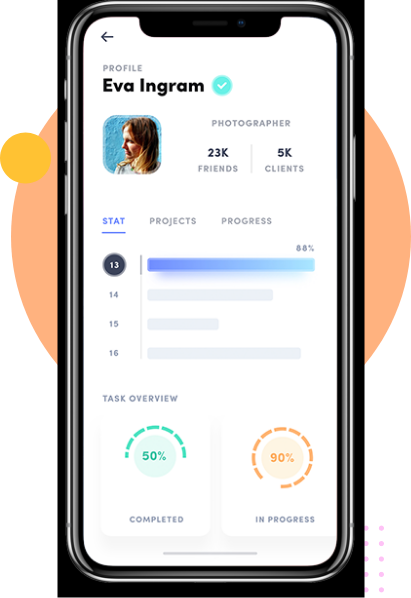 PROFILE
Eva Ingram
PHOTOGRAPHER
23K 5K
FRIENDS CLIENTS
STAT PROJECTS PROGRESS
88%
13
14
15
16
TASK OVERVIEW
50% 90%
COMPLETED IN PROGRESS